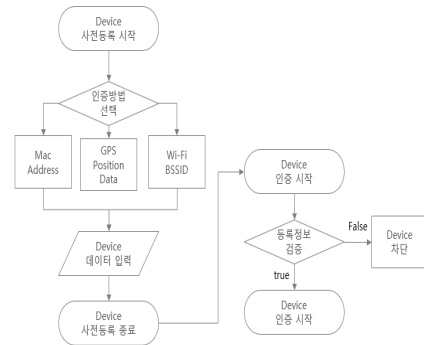 Device
사전등록 시작
인증방법
선택
Mac
Address
GPS
Position
Data
Wi-Fi
BSSID
Device
데이터 입력
Device
사전등록 종료
Device
인증 시작
등록정보
검증
False
Device
차단
true
Device
인증 시작